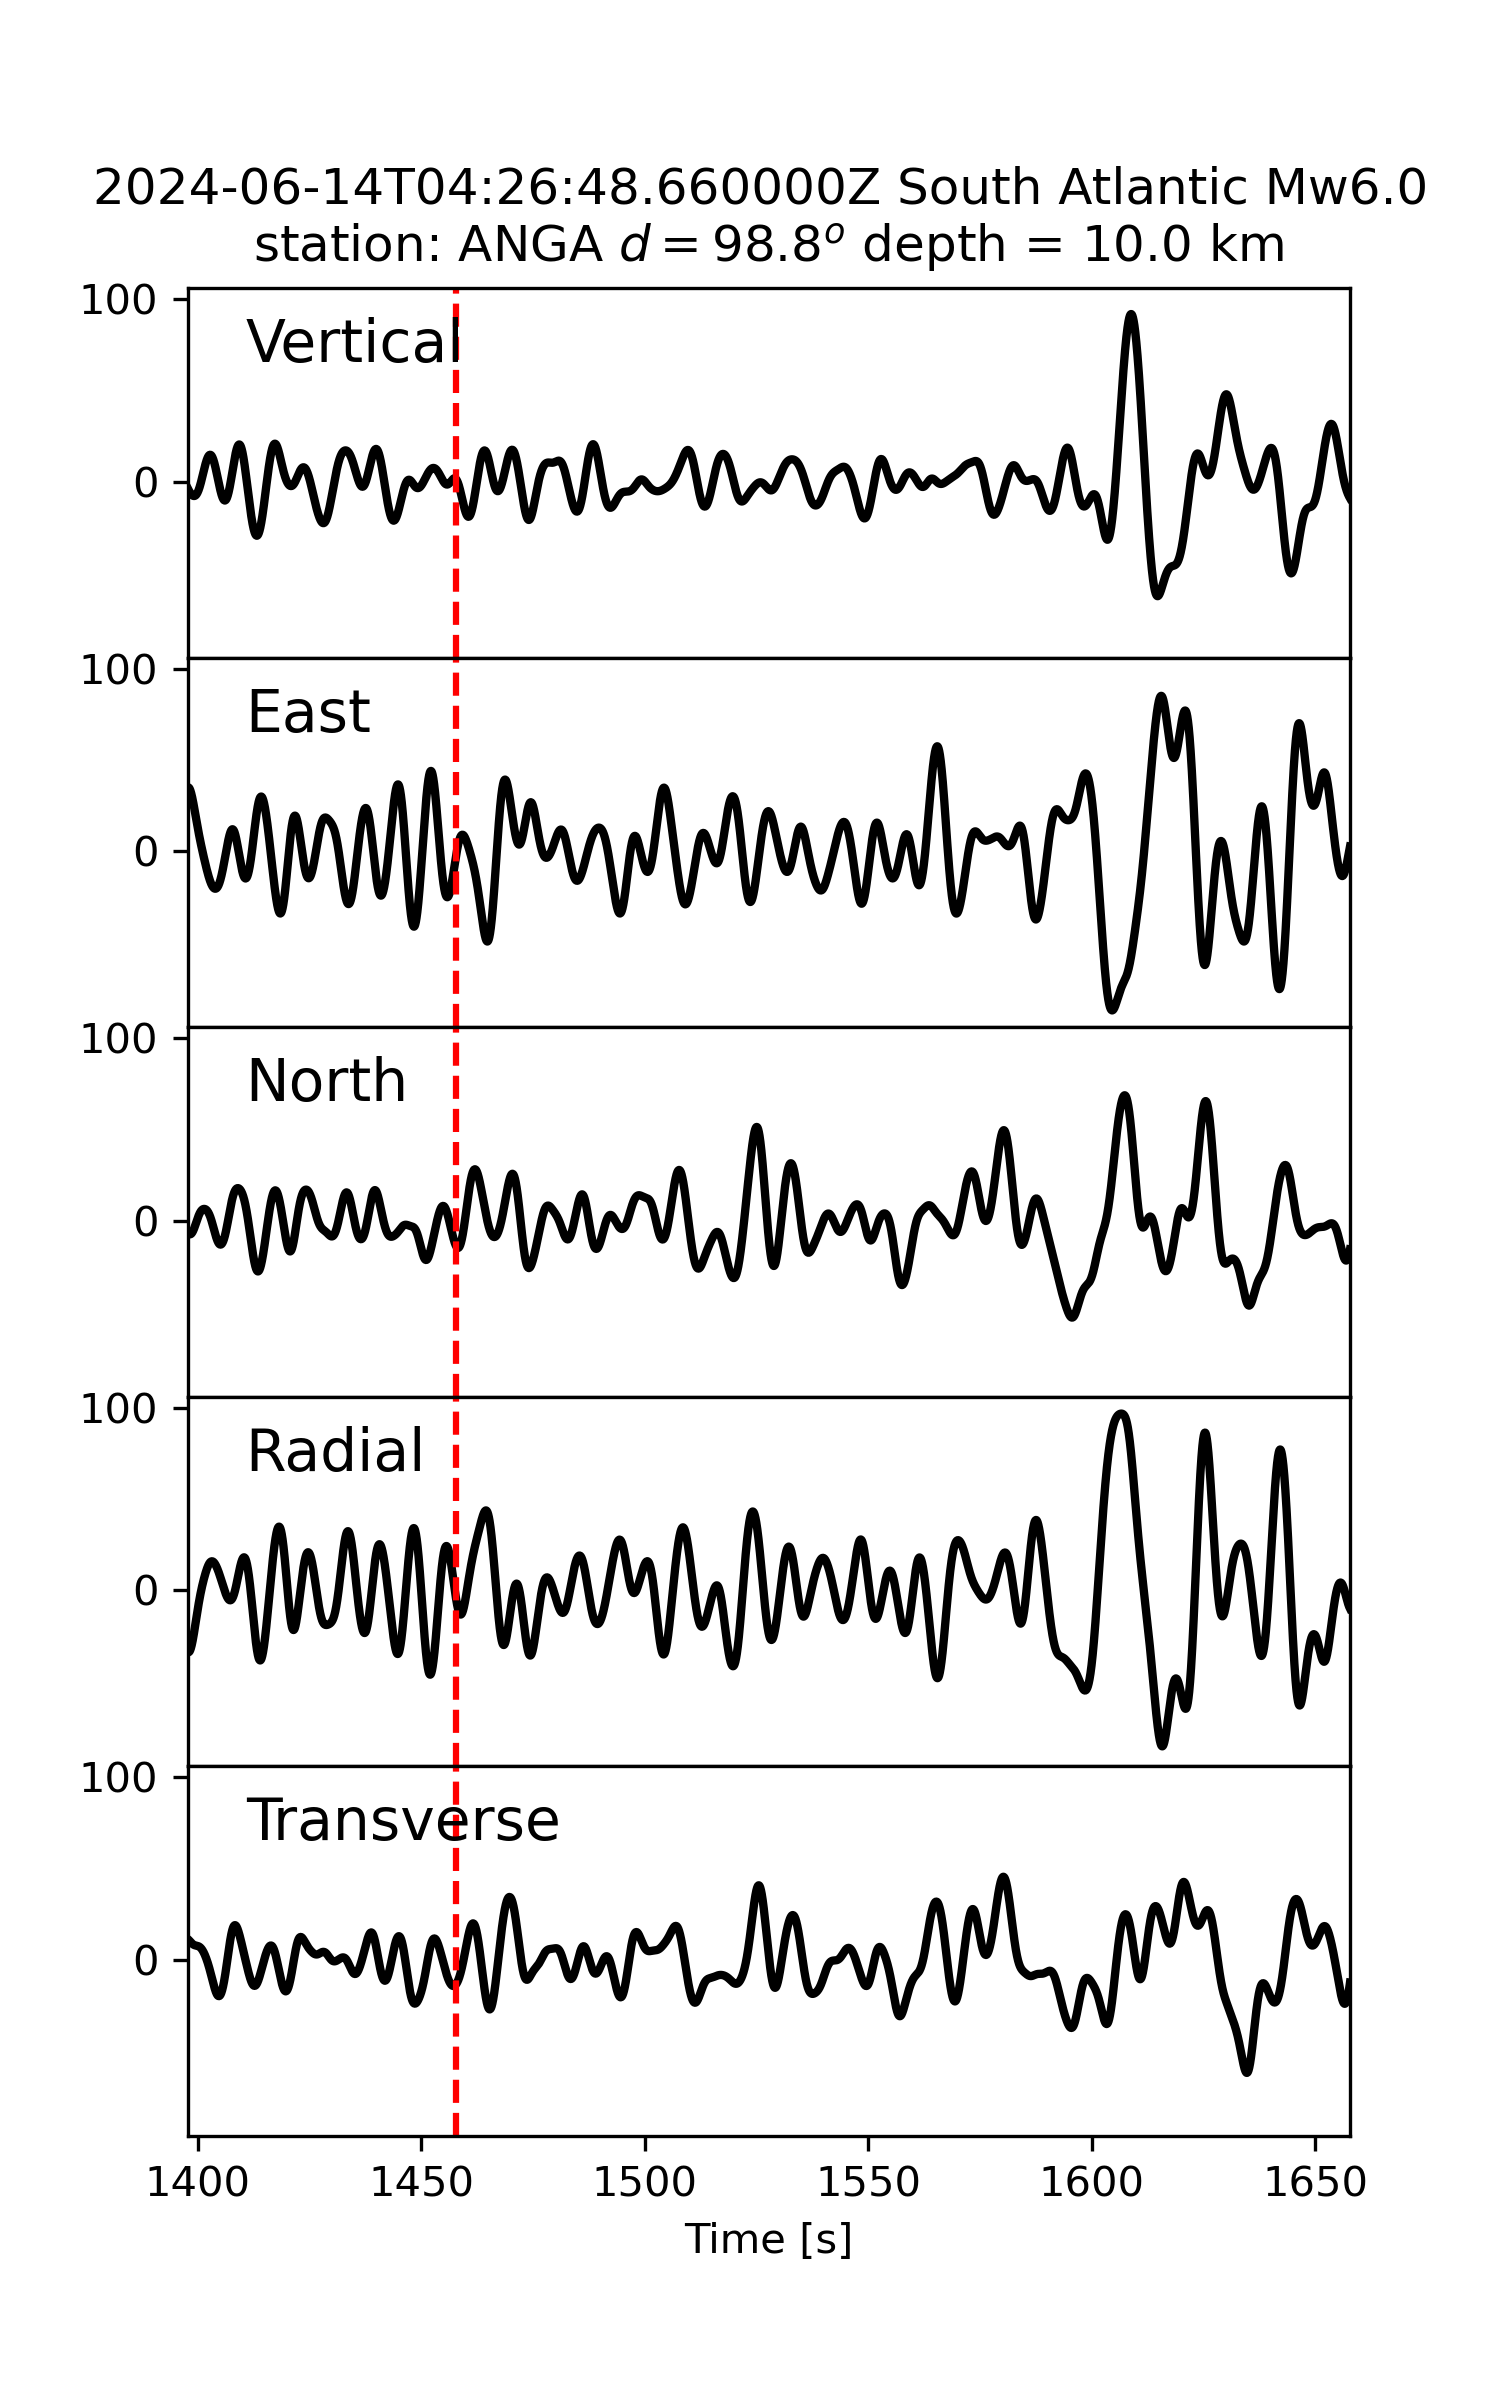 2024-06-14T04:26:48.660000Z South Atlantic Mw6.0
station: ANGA d = 98.8° depth = 10.0 km
100
Vertical
0
100
East
0
100
North
0
100
Radial
0
100
Transverse
0
1400 1450 1500 1550 1600 1650
Time [s]